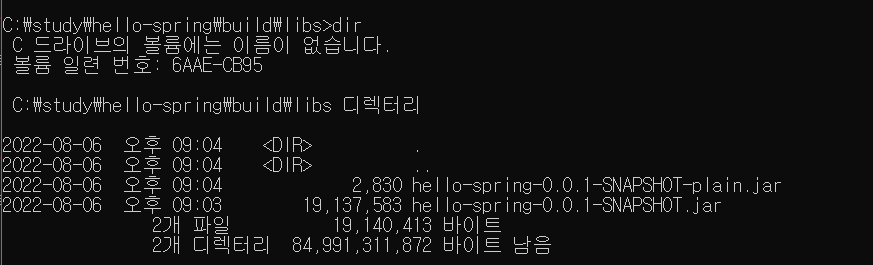 C:₩study₩hello-spring₩build₩libs>dir
C 드라이브의 볼륨에는 이름이 없습니다.
볼륨 일련 번호: 6AAE-CB95
C:₩study₩hello-spring₩build₩libs 디렉터리
2022-08-06 오후 09:04 <DIR> .
2022-08-06 오후 09:04 <DIR> ..
2022-08-06 오후 09:04 2,830 hello-spring-0.0.1-SNAPSHOT-plain.jar
2022-08-06 오후 09:03 19,137,583 hello-spring-0.0.1-SNAPSHOT.jar
2개 파일 19,140,413 바이트
2개 디렉터리 84,991,311,872 바이트 남음